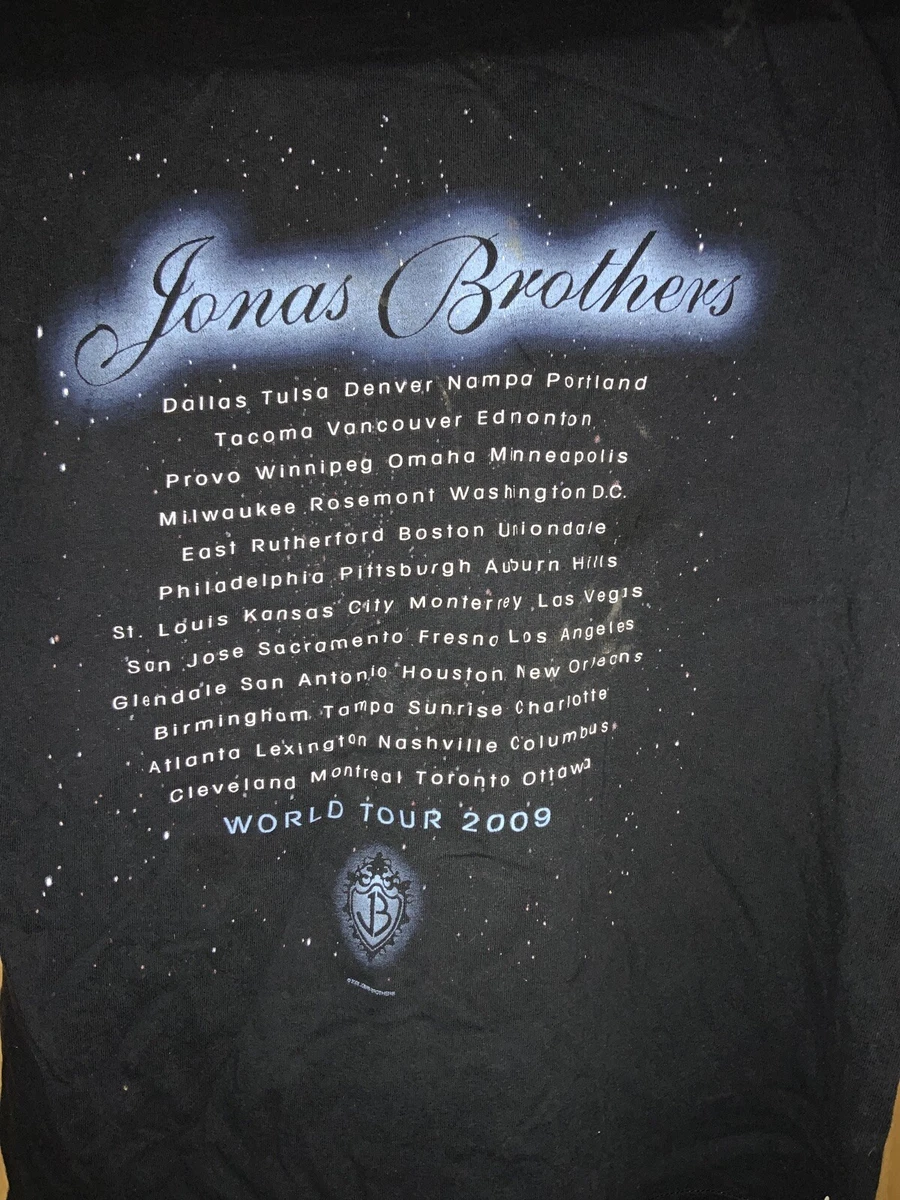 Jonas Brothers
Dallas Tulsa Denver Nampa Portland
Tacoma Vancouver Ednonton
Provo Winnipeg Omaha Minneapolis
Milwaukee Rosemont Washington D.C.
East Rutherford Boston Uniondale
Philadelphia Pittsburgh Auburn Hills
St. Louis Kansas City Monterrey Las Vegas
San Jose Sacramento Fresno Los Angeles
Glendale San Antonio Houston New Orleans
Birmingham Tampa Sunrise Charlotte
Atlanta Lexington Nashville Columbus
Cleveland Montreal Toronto Ottawa
WORLD TOUR 2009
JB